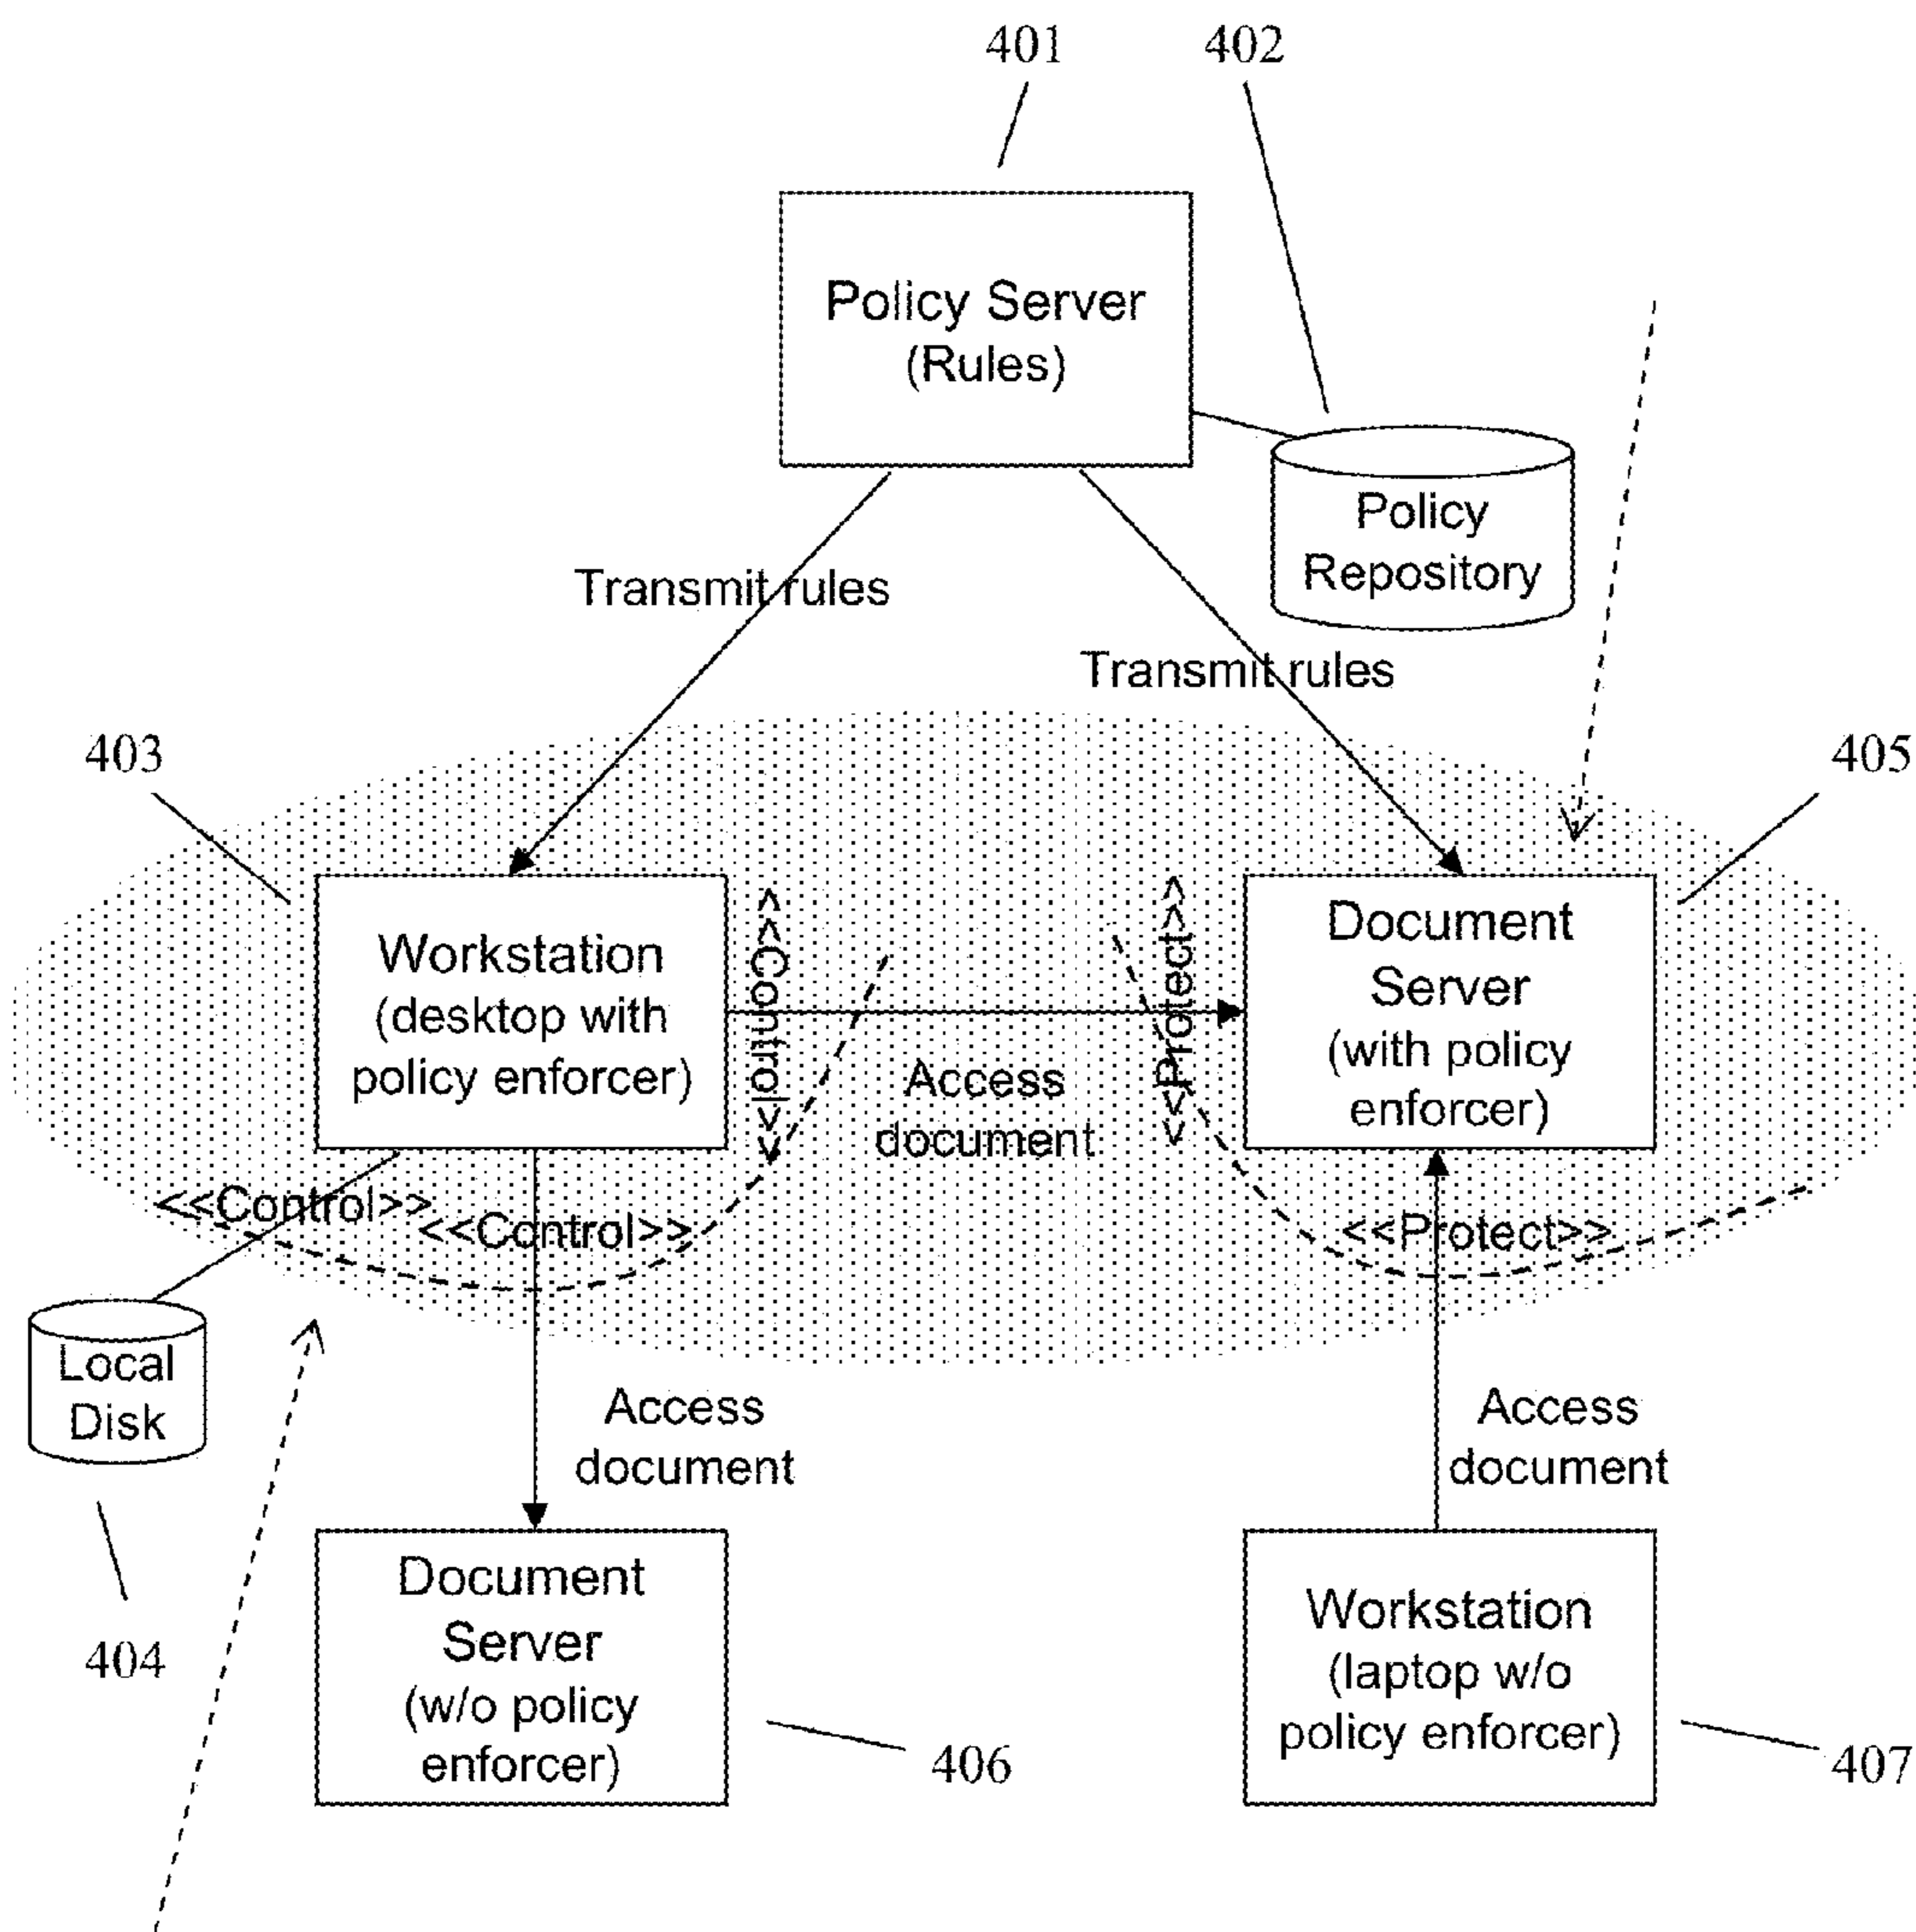 401
402
Policy Server
(Rules)
Policy
Repository
Transmit rules
Transmit rules
403
405
Workstation
(desktop with
policy enforcer)
<<Control>>
Access
document
<<Protect>>
Document
Server
(with policy
enforcer)
<<Control>>
<<Control>>
<<Protect>>
Local
Disk
404
Access
document
Access
document
Document
Server
(w/o policy
enforcer)
406
Workstation
(laptop w/o
policy enforcer)
407